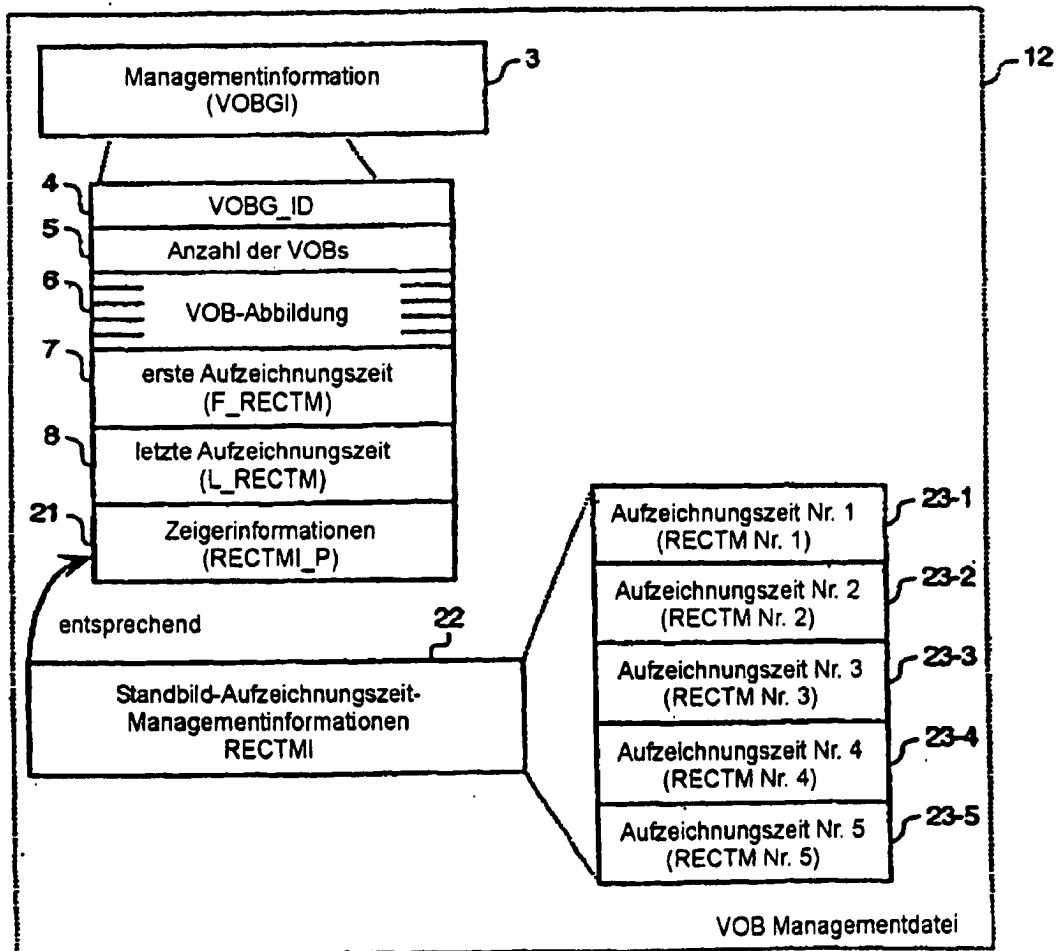 Managementinformation
(VOBGI)
3
12
4
VOBG_ID
5
Anzahl der VOBs
6
VOB-Abbildung
7
erste Aufzeichnungszeit
(F_RECTM)
8
letzte Aufzeichnungszeit
(L_RECTM)
21
Zeigerinformationen
(RECTMI_P)
entsprechend
22
Standbild-Aufzeichnungszeit-
Managementinformationen
RECTMI
Aufzeichnungszeit Nr. 1
(RECTM Nr. 1)
23-1
Aufzeichnungszeit Nr. 2
(RECTM Nr. 2)
23-2
Aufzeichnungszeit Nr. 3
(RECTM Nr. 3)
23-3
Aufzeichnungszeit Nr. 4
(RECTM Nr. 4)
23-4
Aufzeichnungszeit Nr. 5
(RECTM Nr. 5)
23-5
VOB Managementdatei